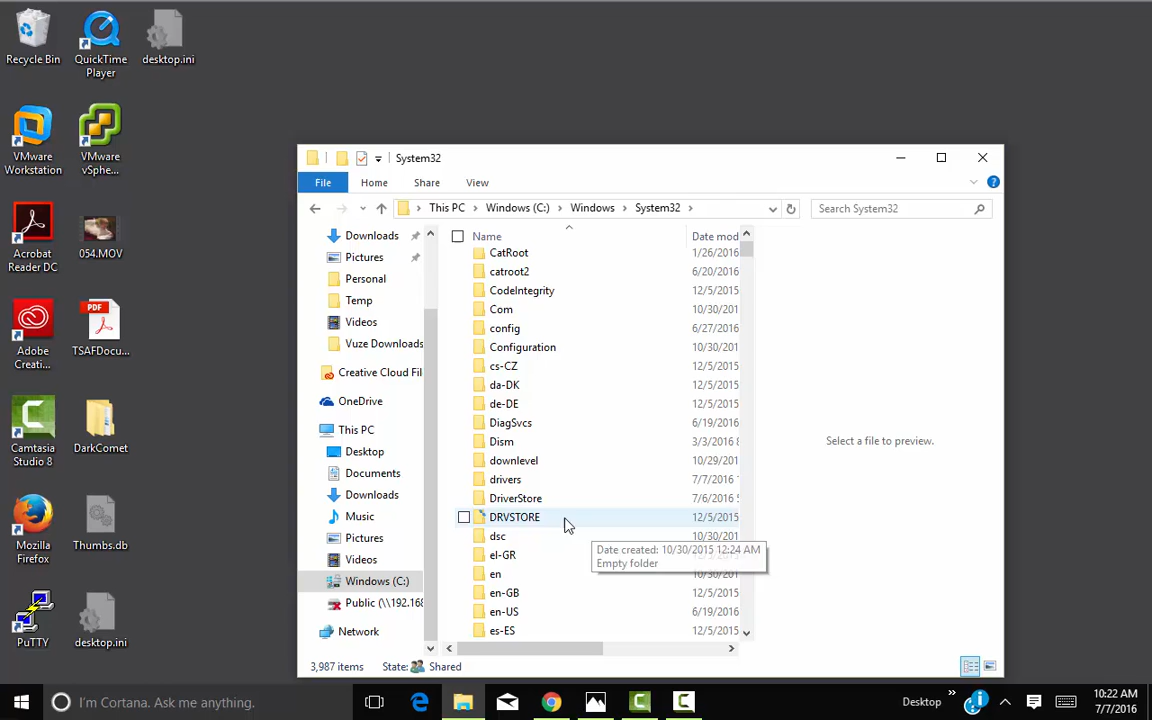 Recycle Bin
QuickTime
Player
desktop.ini
VMware
Workstation
VMware
vSphe...
Acrobat
Reader DC
054.MOV
Adobe
Creati...
PDF
TSAFDocu...
Camtasia
Studio 8
DarkComet
Mozilla
Firefox
Thumbs.db
PuTTY
desktop.ini
System32
File
Home
Share
View
This PC
Windows (C:)
Windows
System32
Search System32
Downloads
Pictures
Personal
Temp
Videos
Vuze Downloads
Creative Cloud Fil
OneDrive
This PC
Desktop
Documents
Downloads
Music
Pictures
Videos
Windows (C:)
Public (\\192.168
Network
Name Date mod
CatRoot 1/26/2016
catroot2 6/20/2016
CodeIntegrity 12/5/2015
Com 10/30/201
config 6/27/2016
Configuration 10/30/201
cs-CZ 12/5/2015
da-DK 12/5/2015
de-DE 12/5/2015
DiagSvcs 6/19/2016
Dism 3/3/2016 8
downlevel 10/29/201
drivers 7/7/2016
DriverStore 7/6/2016
DRVSTORE 12/5/2015
dsc 10/30/201
el-GR
en
en-GB 12/5/2015
en-US 6/19/2016
es-ES 12/5/2015
Date created: 10/30/2015 12:24 AM
Empty folder
Select a file to preview.
3,987 items State: Shared
I'm Cortana. Ask me anything.
Desktop
10:22 AM
7/7/2016